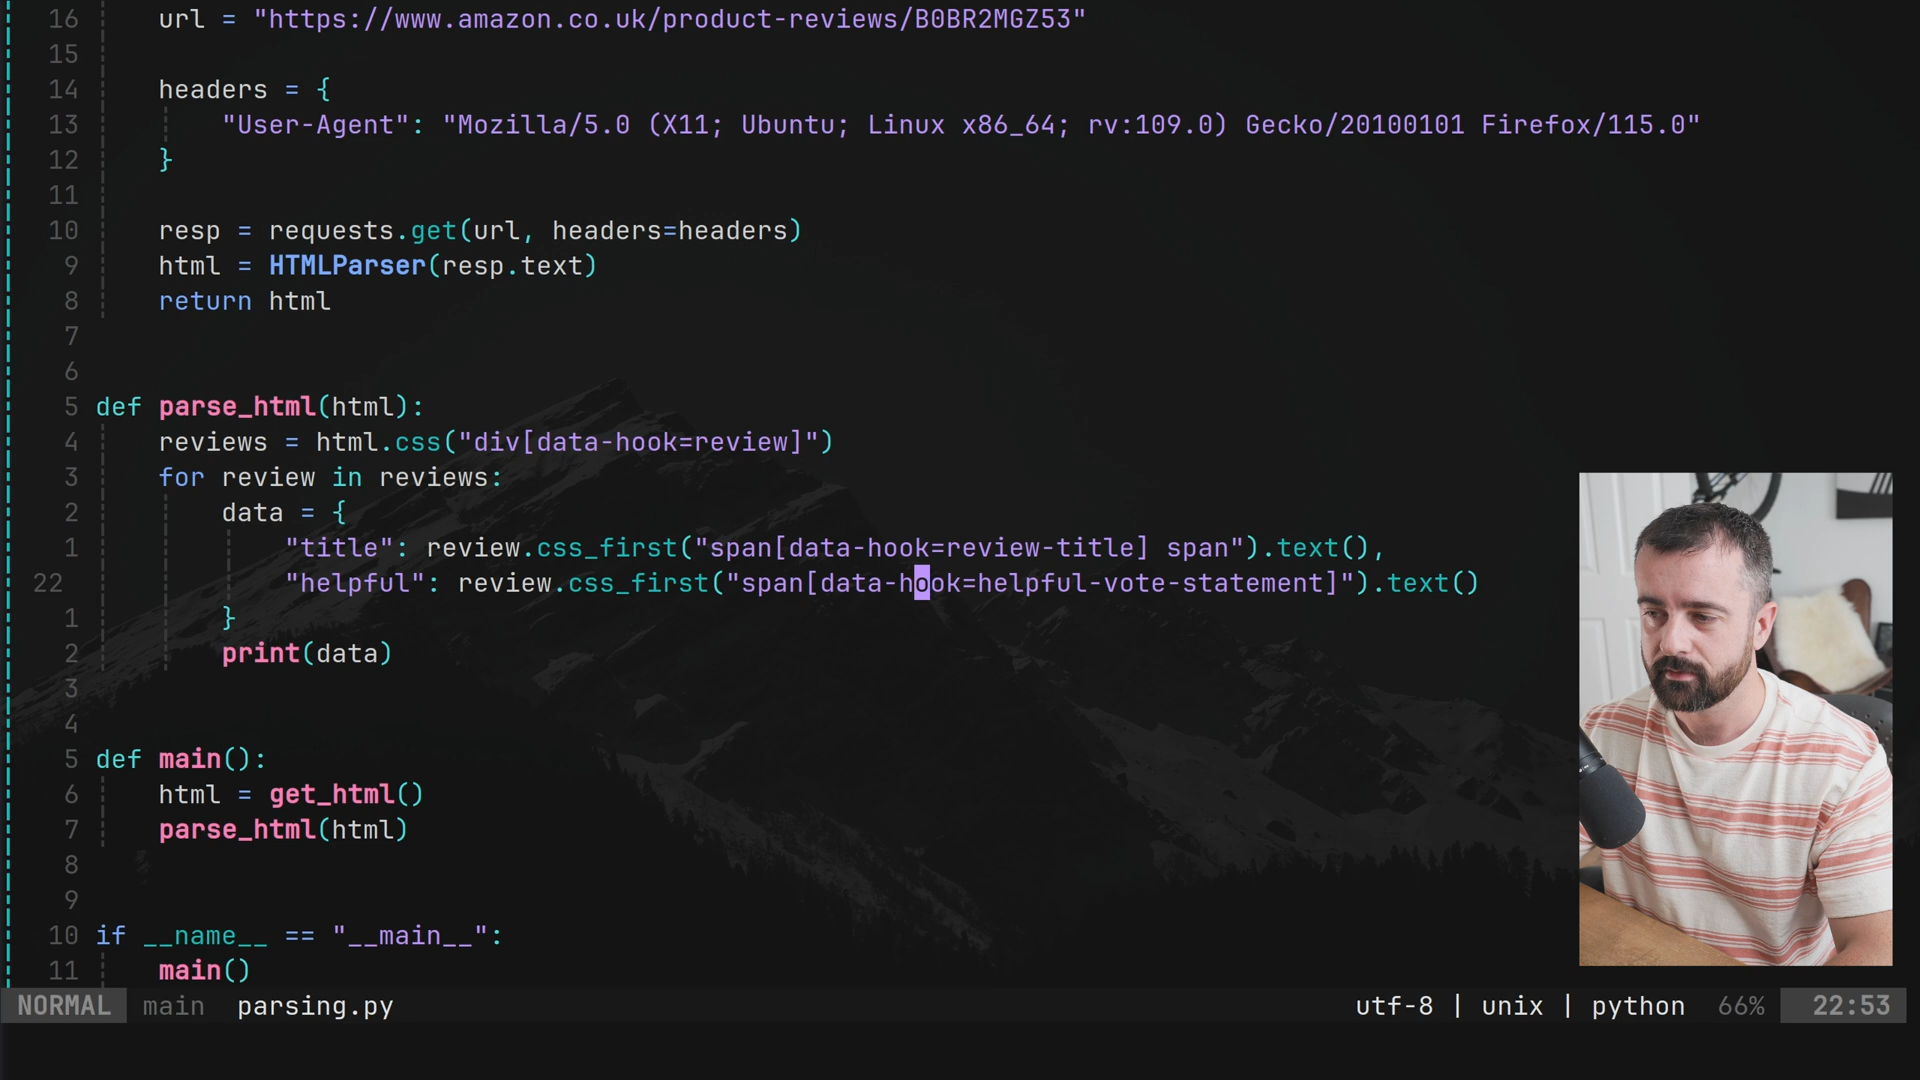 16 url = "https://www.amazon.co.uk/product-reviews/B0BR2MGZ53"
15
14 headers = {
13 "User-Agent": "Mozilla/5.0 (X11; Ubuntu; Linux x86_64; rv:109.0) Gecko/20100101 Firefox/115.0"
12 }
11
10 resp = requests.get(url, headers=headers)
9 html = HTMLParser(resp.text)
8 return html
7
6
5 def parse_html(html):
4 reviews = html.css("div[data-hook=review]")
3 for review in reviews:
2 data = {
1 "title": review.css_first("span[data-hook=review-title] span").text(),
22 "helpful": review.css_first("span[data-hook=helpful-vote-statement]").text()
1 }
2 print(data)
3
4
5 def main():
6 html = get_html()
7 parse_html(html)
8
9
10 if __name__ == "__main__":
11 main()
NORMAL main parsing.py utf-8 | unix | python 66% 22:53